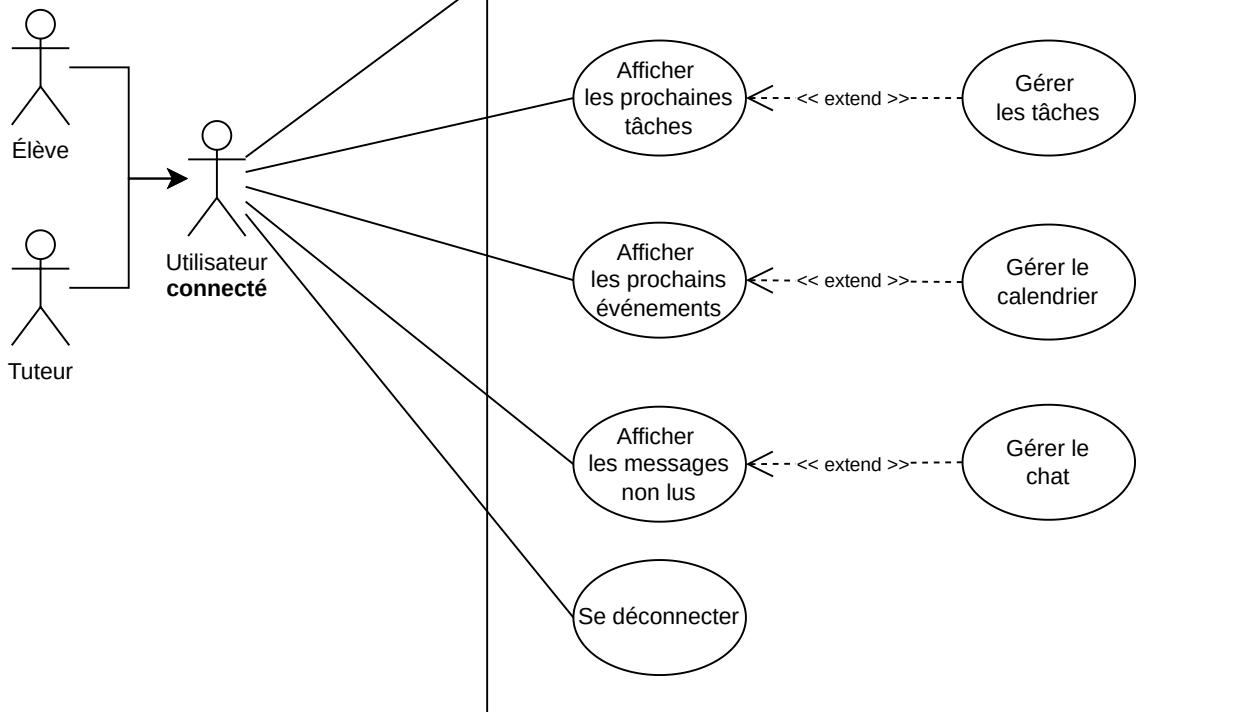 Élève
Tuteur
Utilisateur
connecté
Afficher
les prochaines
tâches
<< extend >>
Gérer
les tâches
Afficher
les prochains
événements
<< extend >>
Gérer le
calendrier
Afficher
les messages
non lus
<< extend >>
Gérer le
chat
Se déconnecter